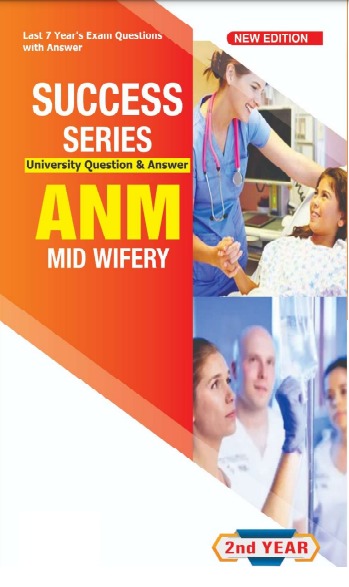 Last 7 Year's Exam Questions
with Answer
NEW EDITION
SUCCESS
SERIES
University Question & Answer
ANM
MID WIFERY
2nd YEAR